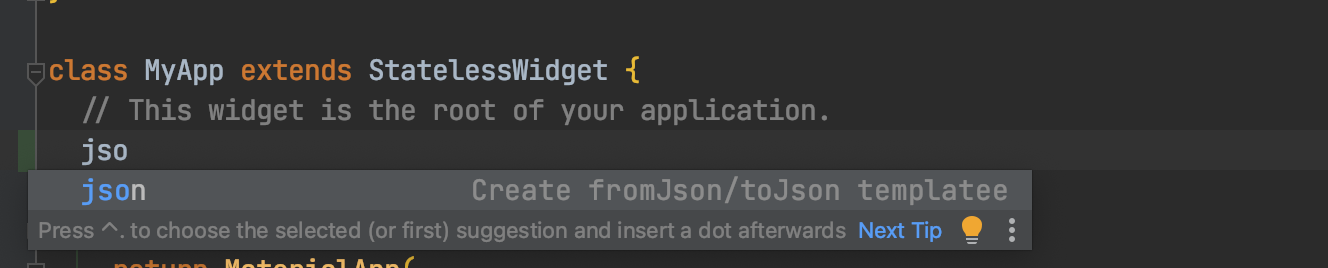 class MyApp extends StatelessWidget {
// This widget is the root of your application.
jso
json Create fromJson/toJson templatee
Press ^. to choose the selected (or first) suggestion and insert a dot afterwards Next Tip
return MaterialApp(